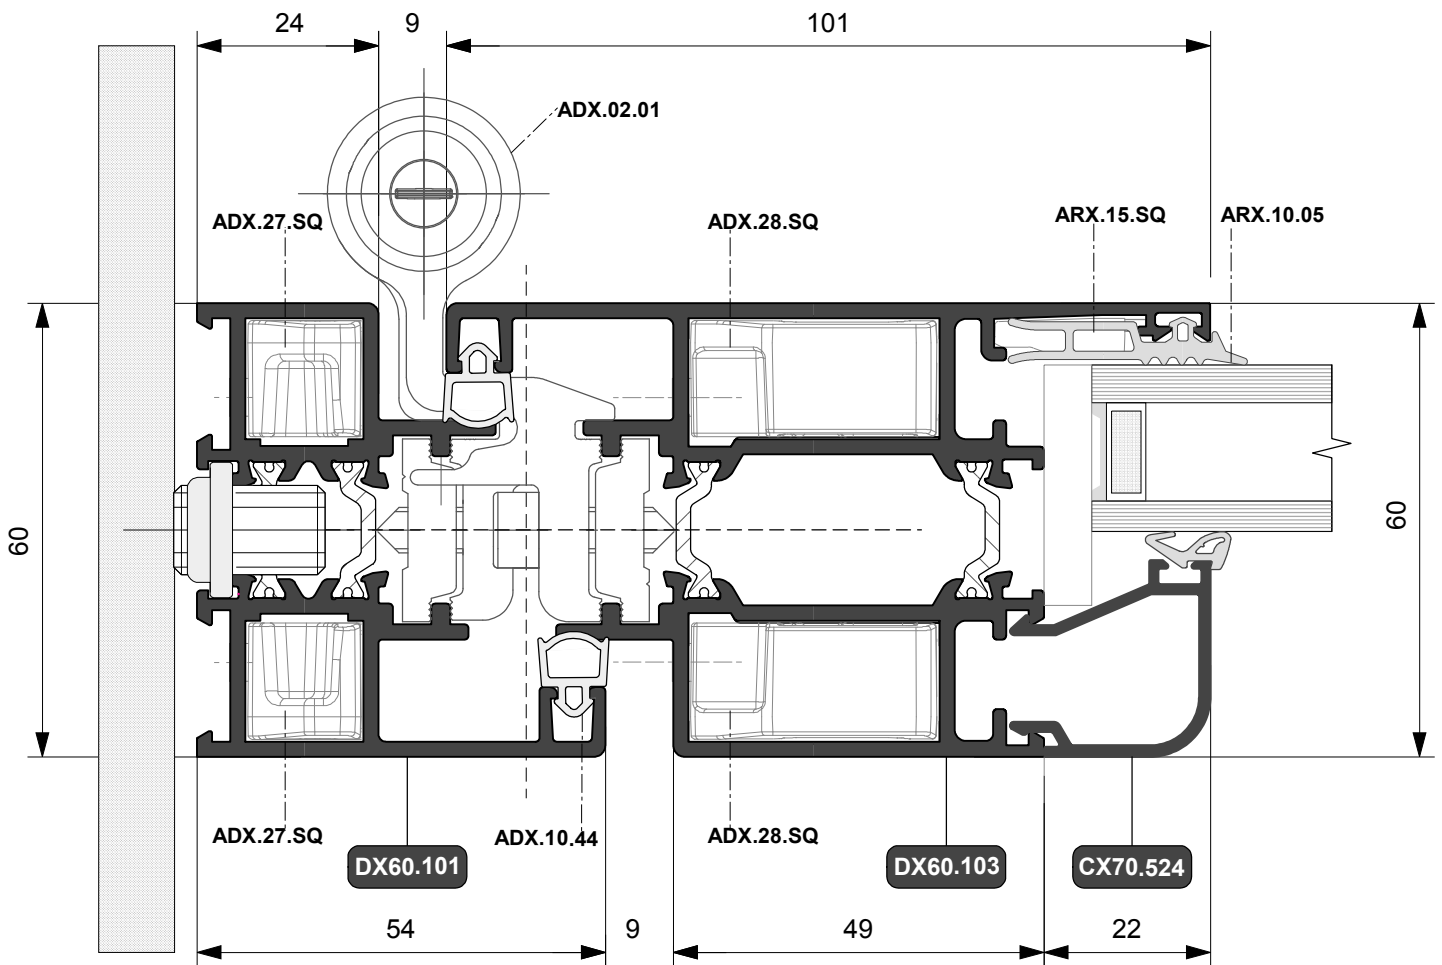 24
9
101
ADX.02.01
ADX.27.SQ
ADX.28.SQ
ARX.15.SQ
ARX.10.05
60
60
ADX.27.SQ
ADX.10.44
ADX.28.SQ
DX60.101
DX60.103
CX70.524
54
9
49
22